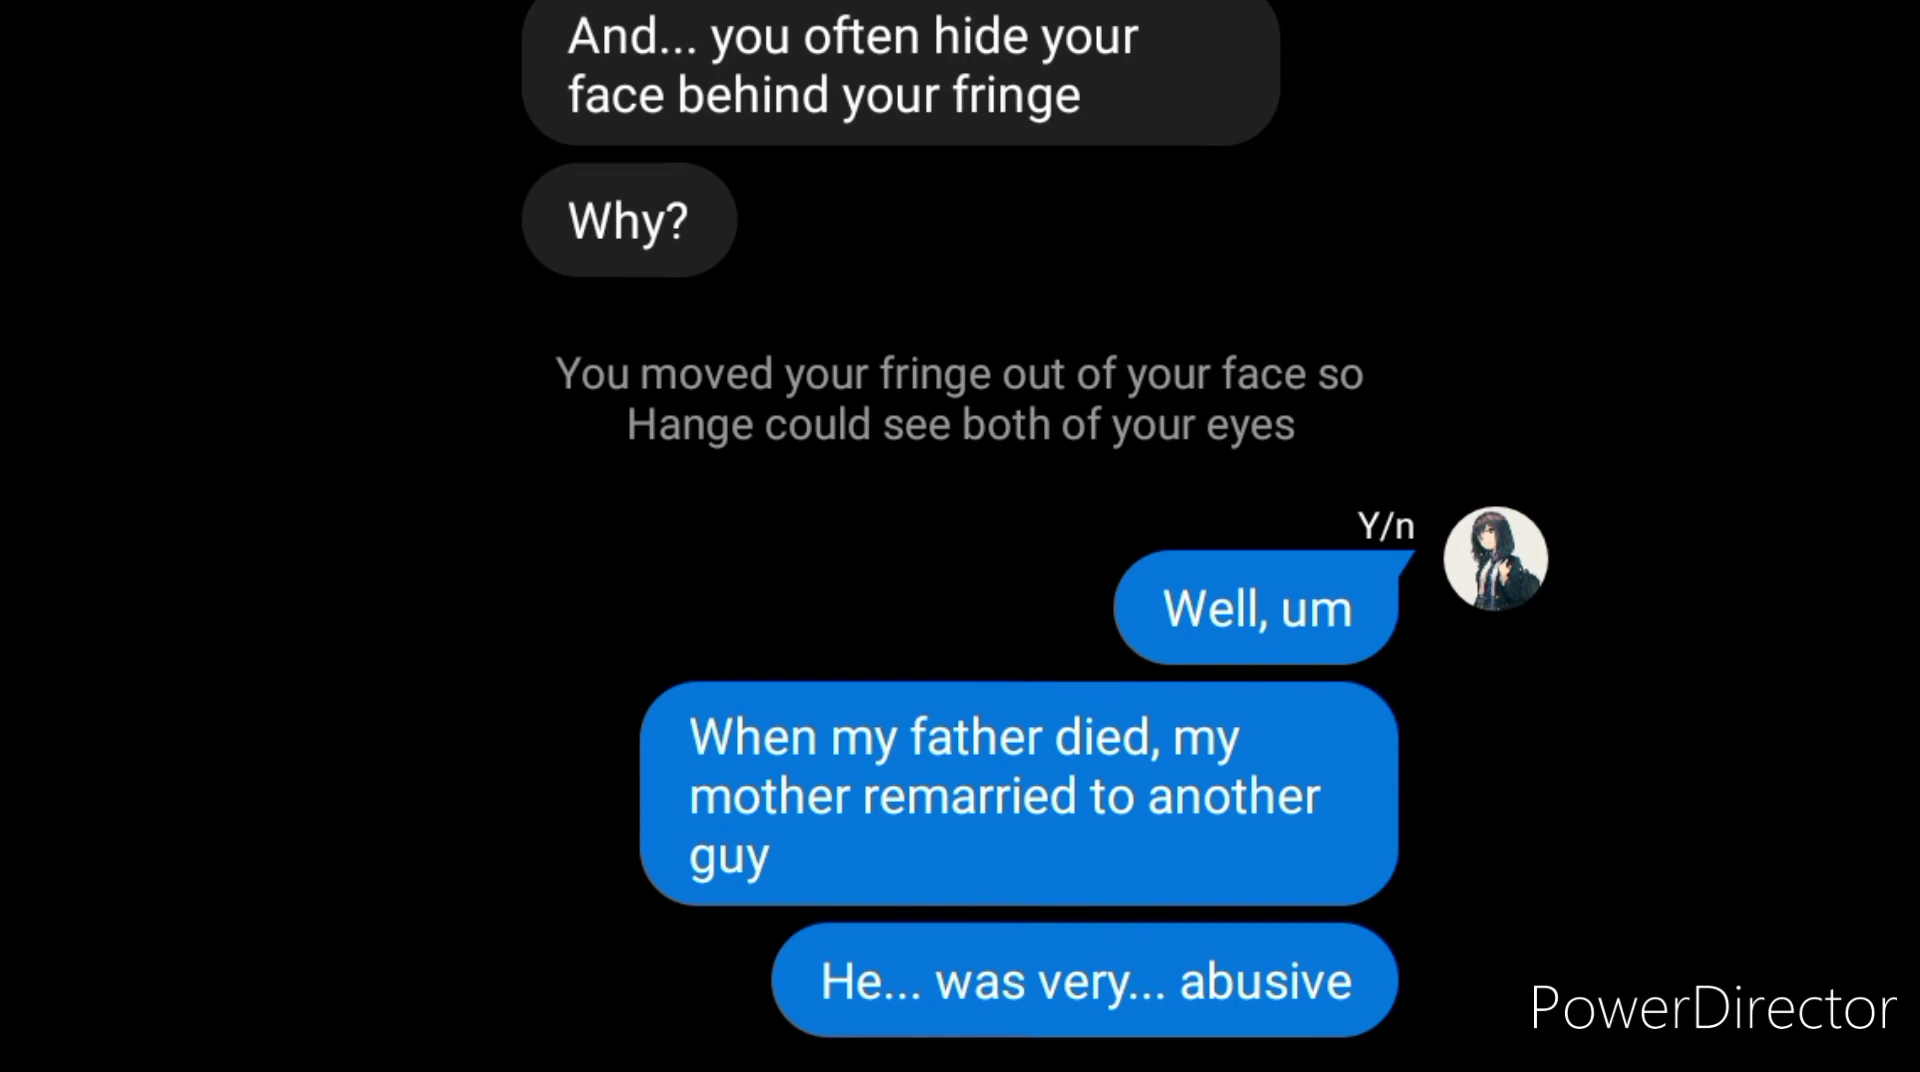 And... you often hide your
face behind your fringe
Why?
You moved your fringe out of your face so
Hange could see both of your eyes
Y/n
Well, um
When my father died, my
mother remarried to another
guy
He... was very... abusive
PowerDirector